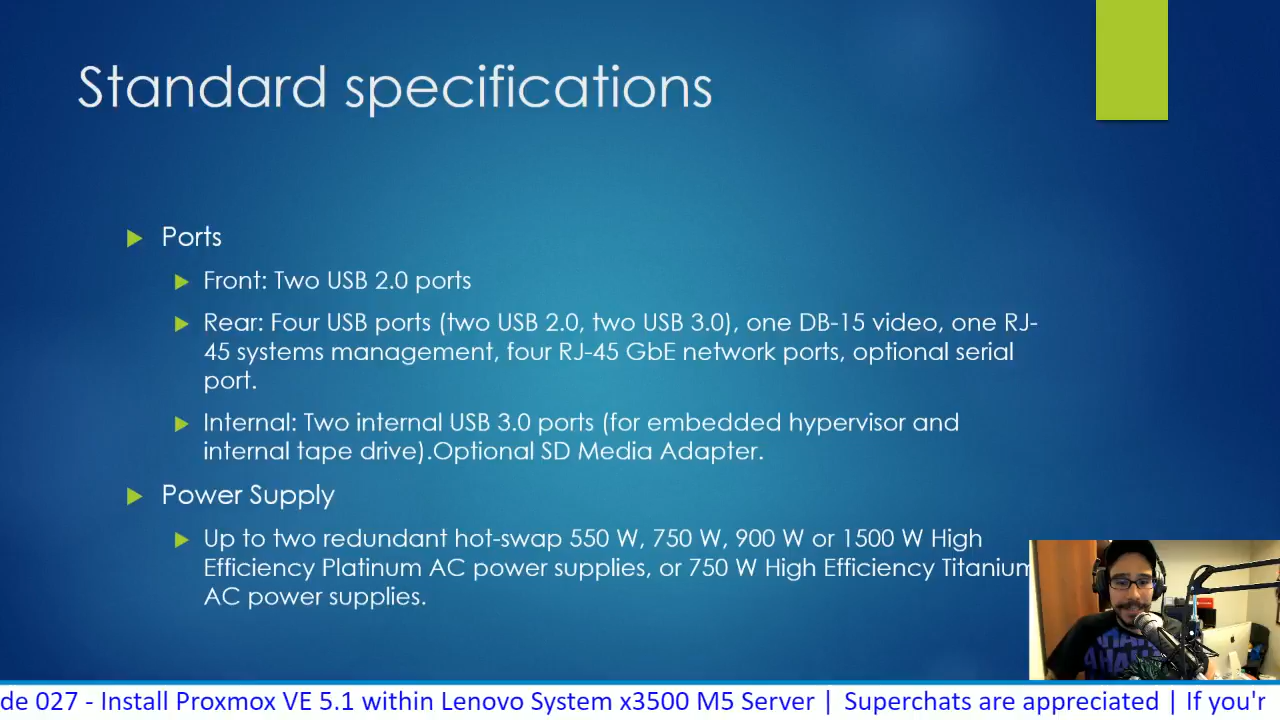 Standard specifications
Ports
Front: Two USB 2.0 ports
Rear: Four USB ports (two USB 2.0, two USB 3.0), one DB-15 video, one RJ-
45 systems management, four RJ-45 GbE network ports, optional serial
port.
Internal: Two internal USB 3.0 ports (for embedded hypervisor and
internal tape drive).Optional SD Media Adapter.
Power Supply
Up to two redundant hot-swap 550 W, 750 W, 900 W or 1500 W High
Efficiency Platinum AC power supplies, or 750 W High Efficiency Titanium
AC power supplies.
de 027 - Install Proxmox VE 5.1 within Lenovo System x3500 M5 Server | Superchats are appreciated | If you'r